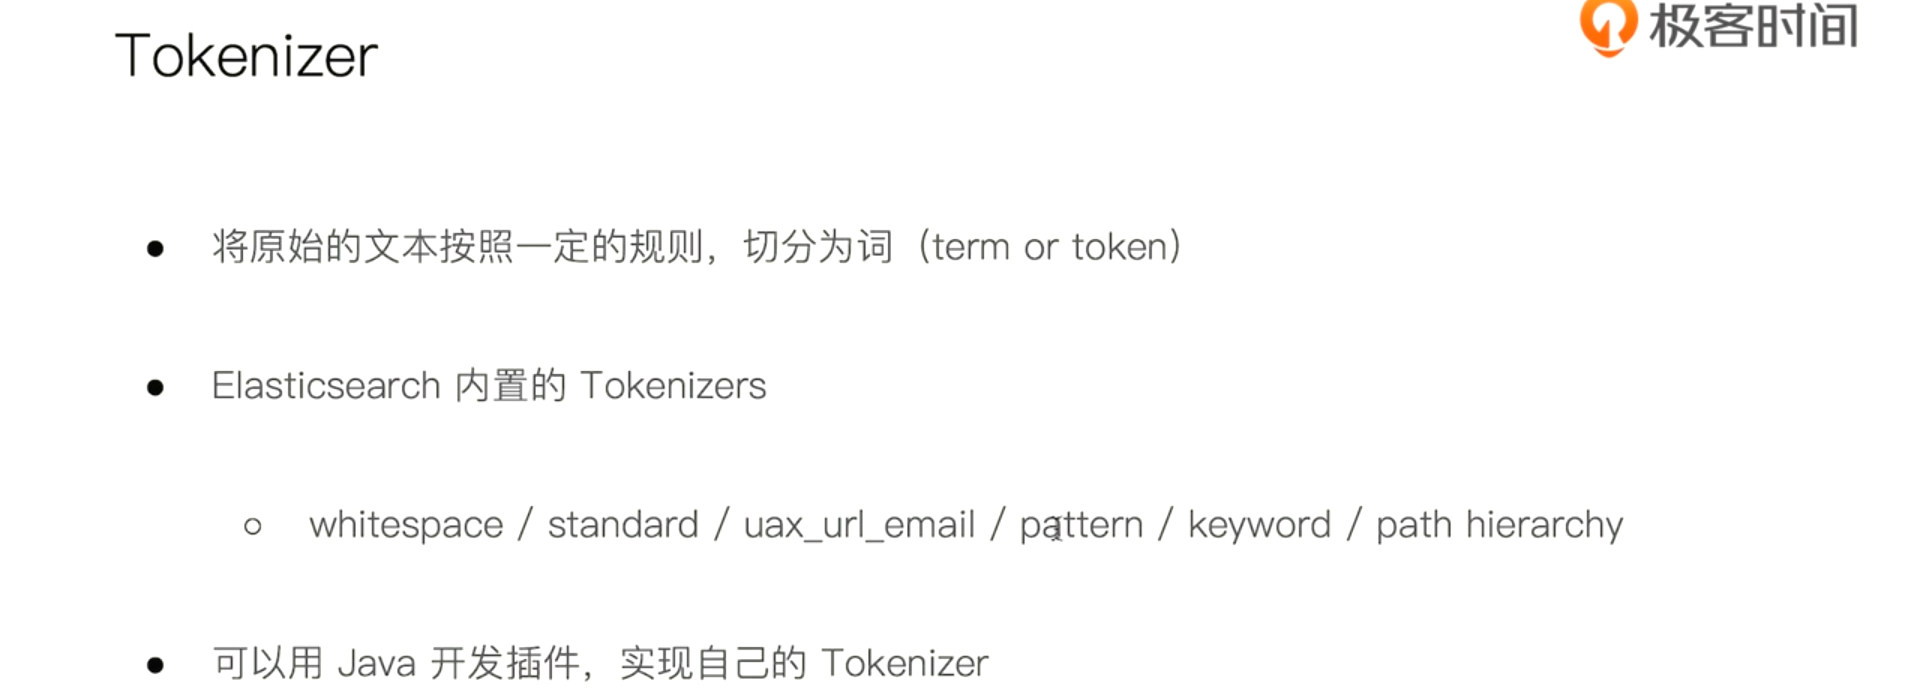 Tokenizer
极客时间
● 将原始的文本按照一定的规则，切分为词（term or token）
● Elasticsearch 内置的 Tokenizers
○ whitespace / standard / uax_url_email / pattern / keyword / path hierarchy
● 可以用 Java 开发插件，实现自己的 Tokenizer